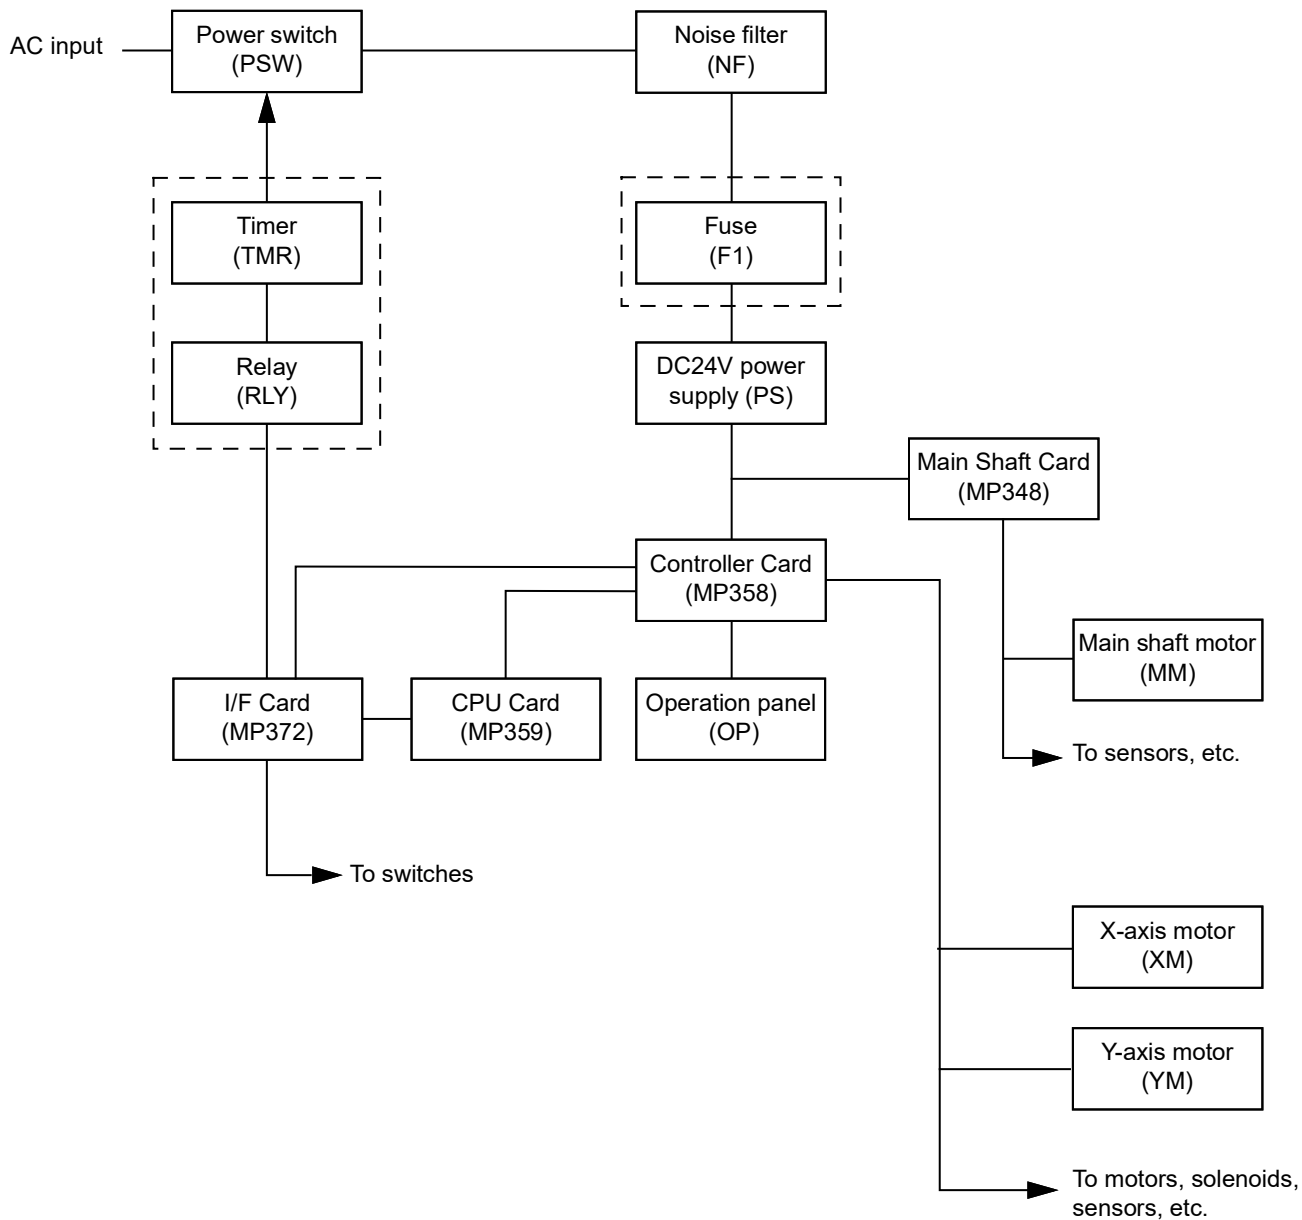 AC input
Power switch
(PSW)
Noise filter
(NF)
Timer
(TMR)
Fuse
(F1)
Relay
(RLY)
DC24V power
supply (PS)
Main Shaft Card
(MP348)
Controller Card
(MP358)
Main shaft motor
(MM)
I/F Card
(MP372)
CPU Card
(MP359)
Operation panel
(OP)
To sensors, etc.
To switches
X-axis motor
(XM)
Y-axis motor
(YM)
To motors, solenoids,
sensors, etc.